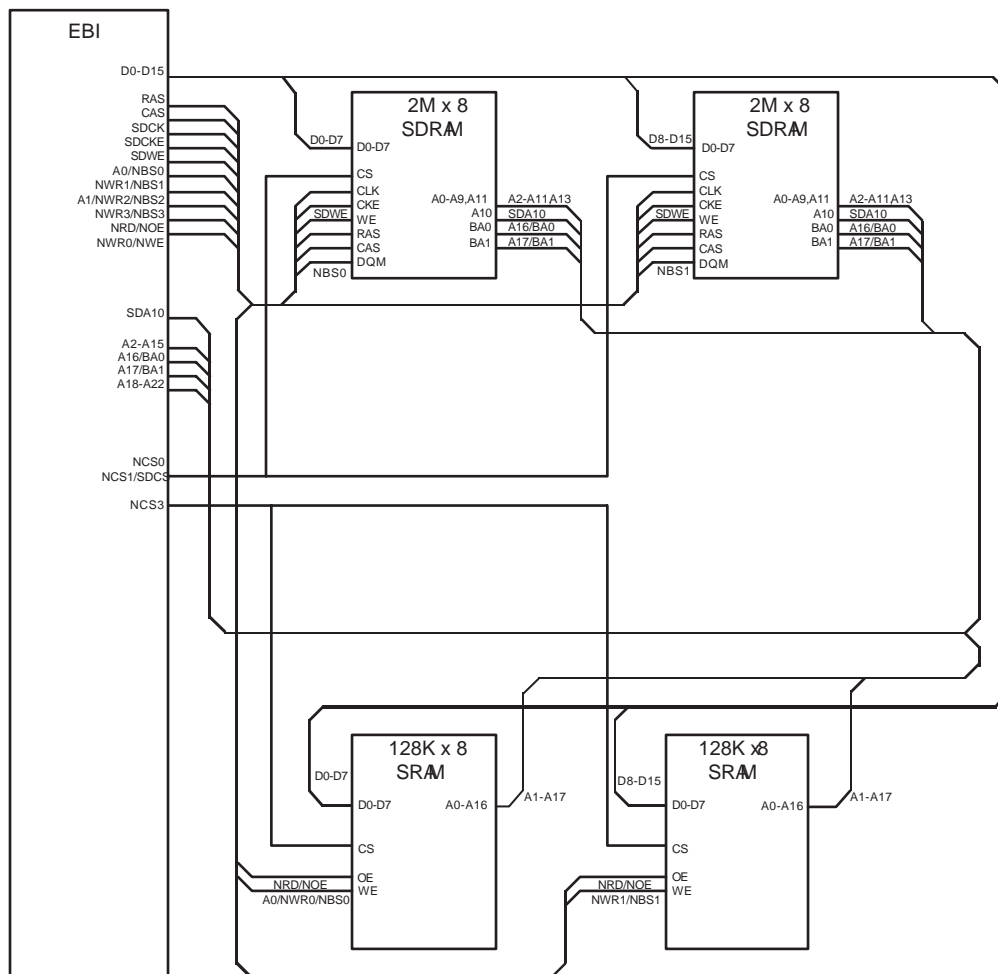 EBI
D0-D15
RAS
CAS
SDCK
SDCKE
SDWE
A0/NBS0
NWR1/NBS1
A1/NWR2/NBS2
NWR3/NBS3
NRD/NOE
NWR0/NWE
SDA10
A2-A15
A16/BA0
A17/BA1
A18-A22
NCS0
NCS1/SDCS
NCS3
2M x 8
SDRAM
D0-D7
D0-D7
CS
CLK
CKE
SDWE
WE
RAS
CAS
DQM
NBS0
A0-A9,A11
A2-A11 A13
A10
SDA10
BA0
A16/BA0
BA1
A17/BA1
2M x 8
SDRAM
D8-D15
D0-D7
CS
CLK
CKE
SDWE
WE
RAS
CAS
DQM
NBS1
A0-A9,A11
A2-A11 A13
A10
SDA10
BA0
A16/BA0
BA1
A17/BA1
128K x 8
SRAM
D0-D7
D0-D7
A0-A16
A1-A17
CS
OE
NRD/NOE
WE
A0/NWR0/NBS0
128K x8
SRAM
D8-D15
D0-D7
A0-A16
A1-A17
CS
OE
NRD/NOE
WE
NWR1/NBS1